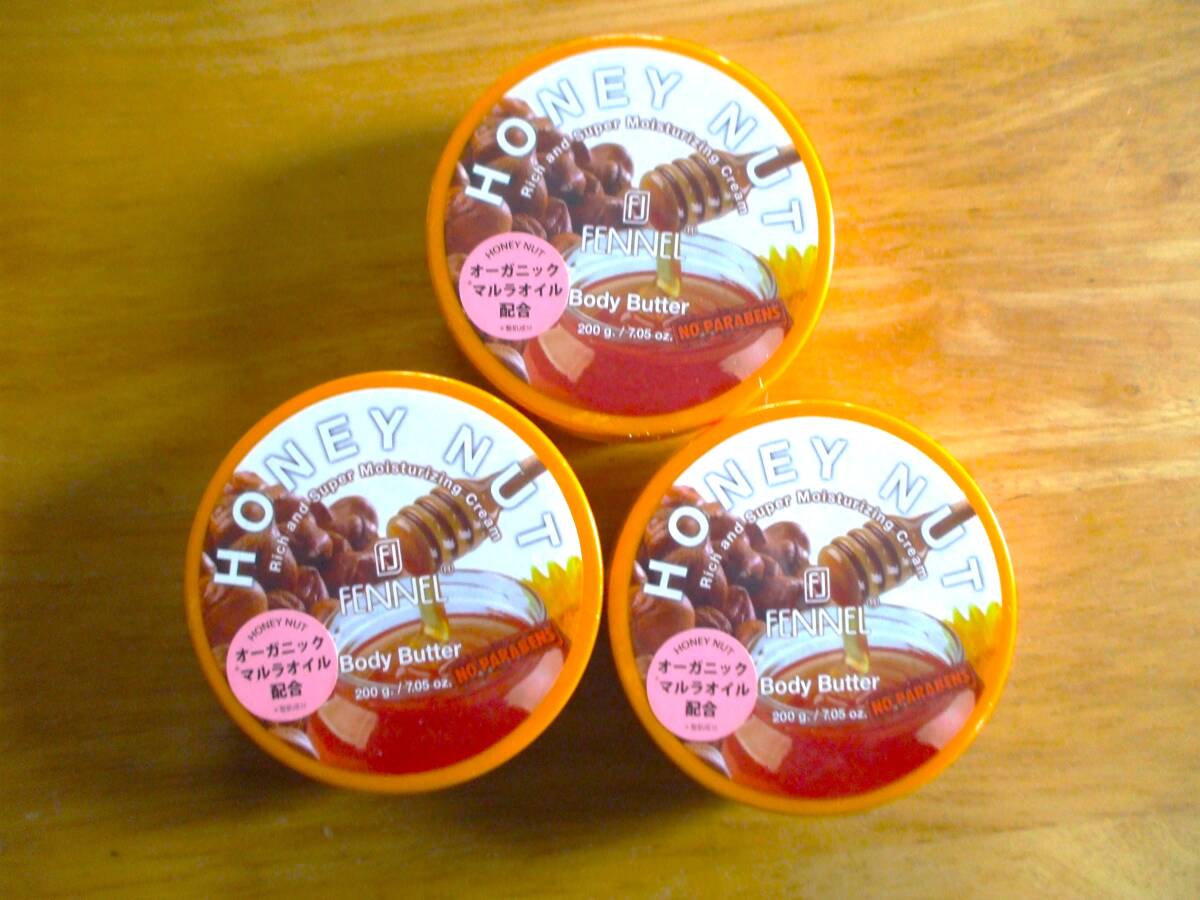 HONEY NUT
Rich and Super Moisturizing Cream
FJ
FENNEL
HONEY NUT
オーガニック
*マルラオイル
配合
Body Butter
200 g. / 7.05 oz.
NO PARABENS
HONEY NUT
Rich and Super Moisturizing Cream
FJ
FENNEL
HONEY NUT
オーガニック
*マルラオイル
配合
Body Butter
200 g. / 7.05 oz.
NO PARABENS
HONEY NUT
Rich and Super Moisturizing Cream
FJ
FENNEL
HONEY NUT
オーガニック
*マルラオイル
配合
Body Butter
200 g. / 7.05 oz.
NO PARABENS